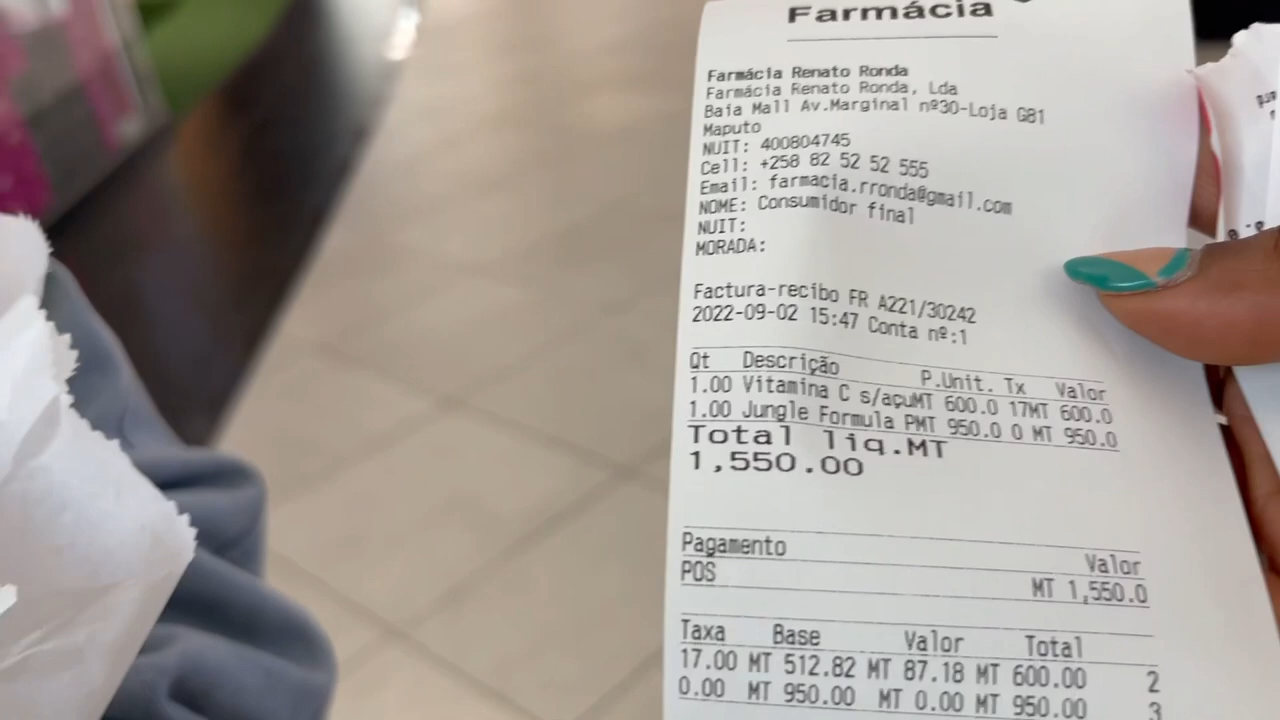 Farmácia
Farmácia Renato Ronda
Farmácia Renato Ronda, Lda
Baia Mall Av.Marginal nº30-Loja G81
Maputo
NUIT: 400804745
Cell: +258 82 52 52 555
Email: farmacia.rronda@gmail.com
NOME: Consumidor final
NUIT:
MORADA:
Factura-recibo FR A221/30242
2022-09-02 15:47 Conta nº:1
Qt Descrição P.Unit. Tx Valor
1.00 Vitamina C s/açuMT 600.0 17MT 600.0
1.00 Jungle Formula PMT 950.0 0 MT 950.0
Total liq.MT
1,550.00
Pagamento Valor
POS MT 1,550.0
Taxa Base Valor Total
17.00 MT 512.82 MT 87.18 MT 600.00 2
0.00 MT 950.00 MT 0.00 MT 950.00 3